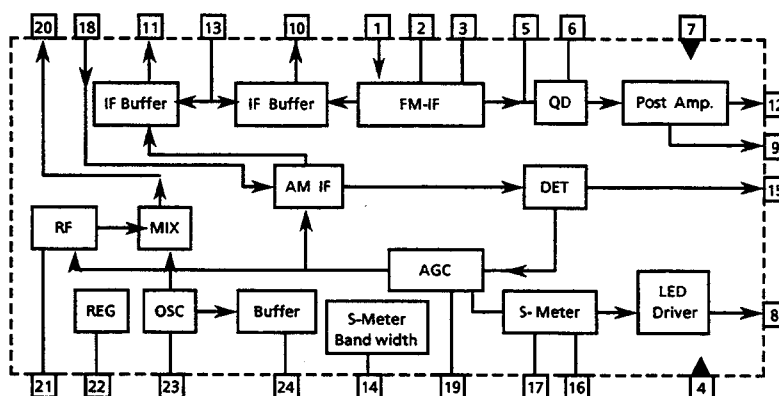 20 18 11 13 10 1 2 3 5 6 7
IF Buffer IF Buffer FM-IF QD Post Amp. 12
9
AM IF DET 15
RF MIX
AGC
REG OSC Buffer S-Meter Band width S-Meter LED Driver 8
21 22 23 24 14 19 17 16 4